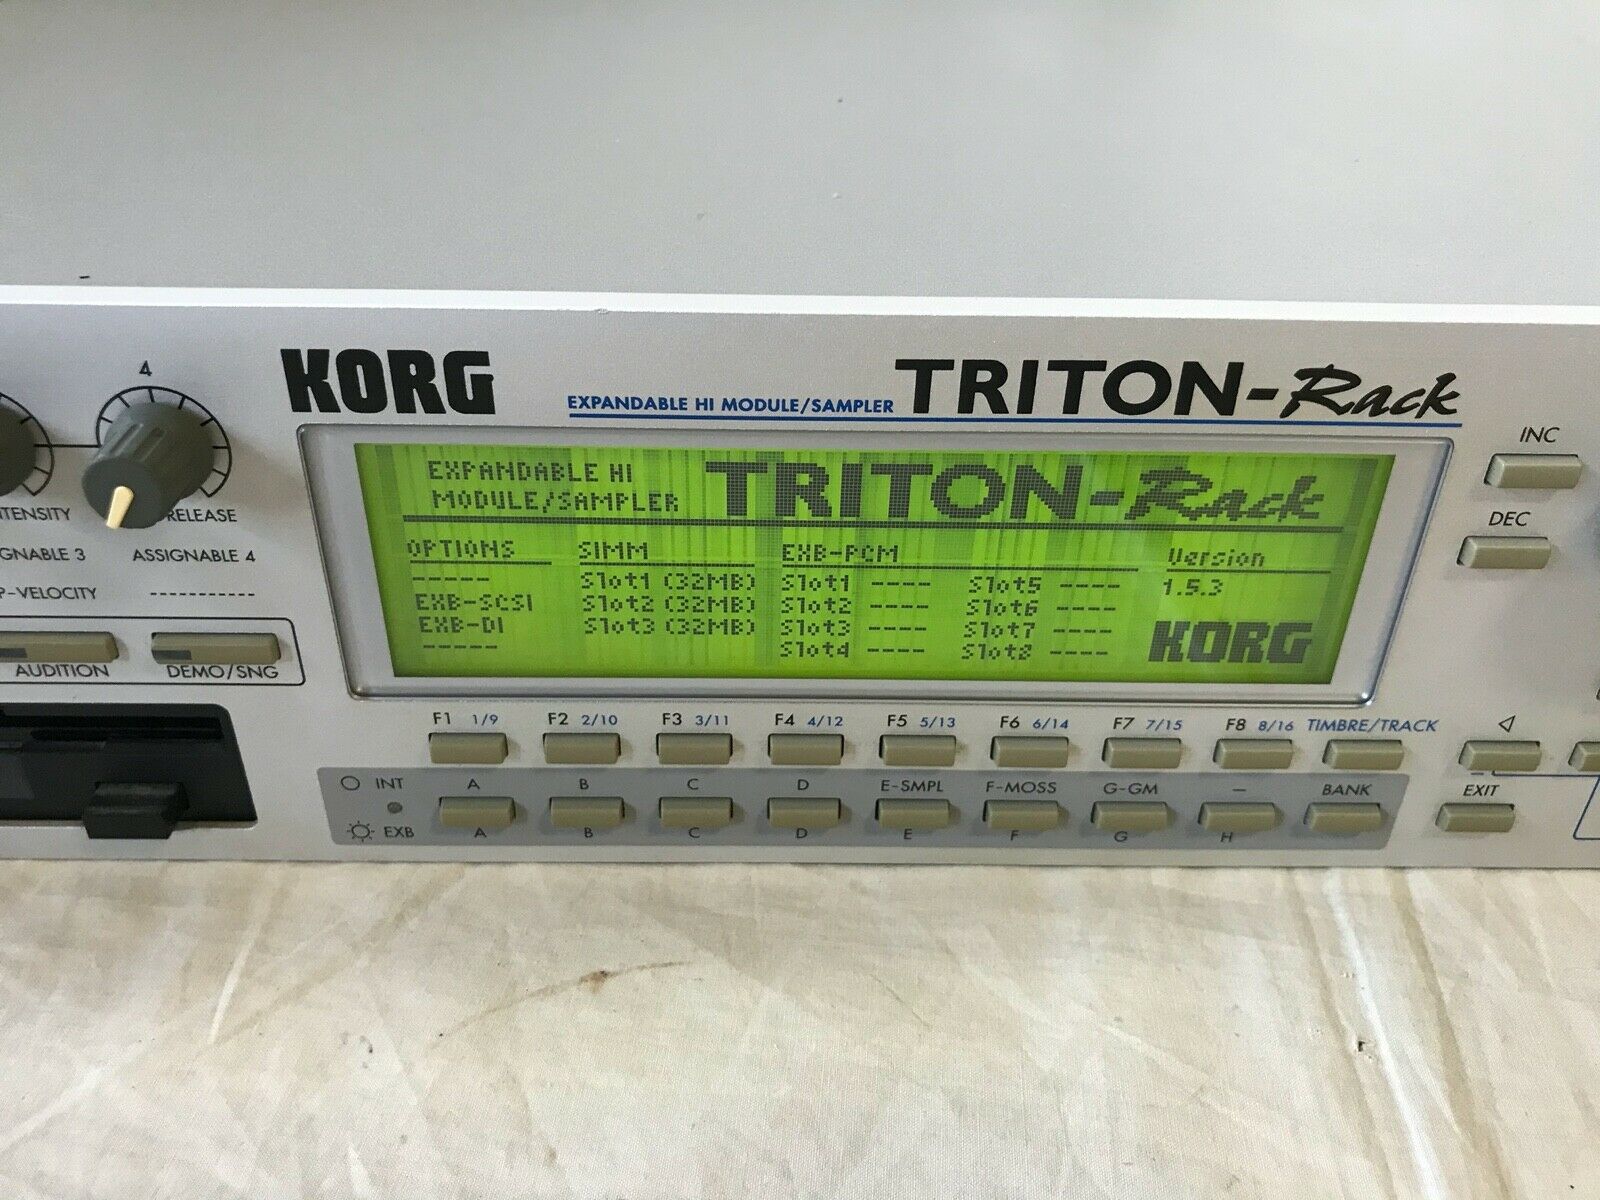 4
KORG
EXPANDABLE HI MODULE/SAMPLER TRITON-Rack
INC
DEC
RELEASE
ASSIGNABLE 4
-----------
AUDITION
DEMO/SNG
EXPANDABLE HI
MODULE/SAMPLER
TRITON-Rack
OPTIONS SIMM EXB-PCM Version
----- Slot1 (32MB) Slot1 ---- Slot5 ---- 1.5.3
EXB-SCSI Slot2 (32MB) Slot2 ---- Slot6 ----
EXB-DI Slot3 (32MB) Slot3 ---- Slot7 ----
----- Slot4 ---- Slot8 ----
KORG
F1 1/9 F2 2/10 F3 3/11 F4 4/12 F5 5/13 F6 6/14 F7 7/15 F8 8/16 TIMBRE/TRACK
INT A B C D E-SMPL F-MOSS G-GM — BANK
EXB A B C D E F G H
EXIT